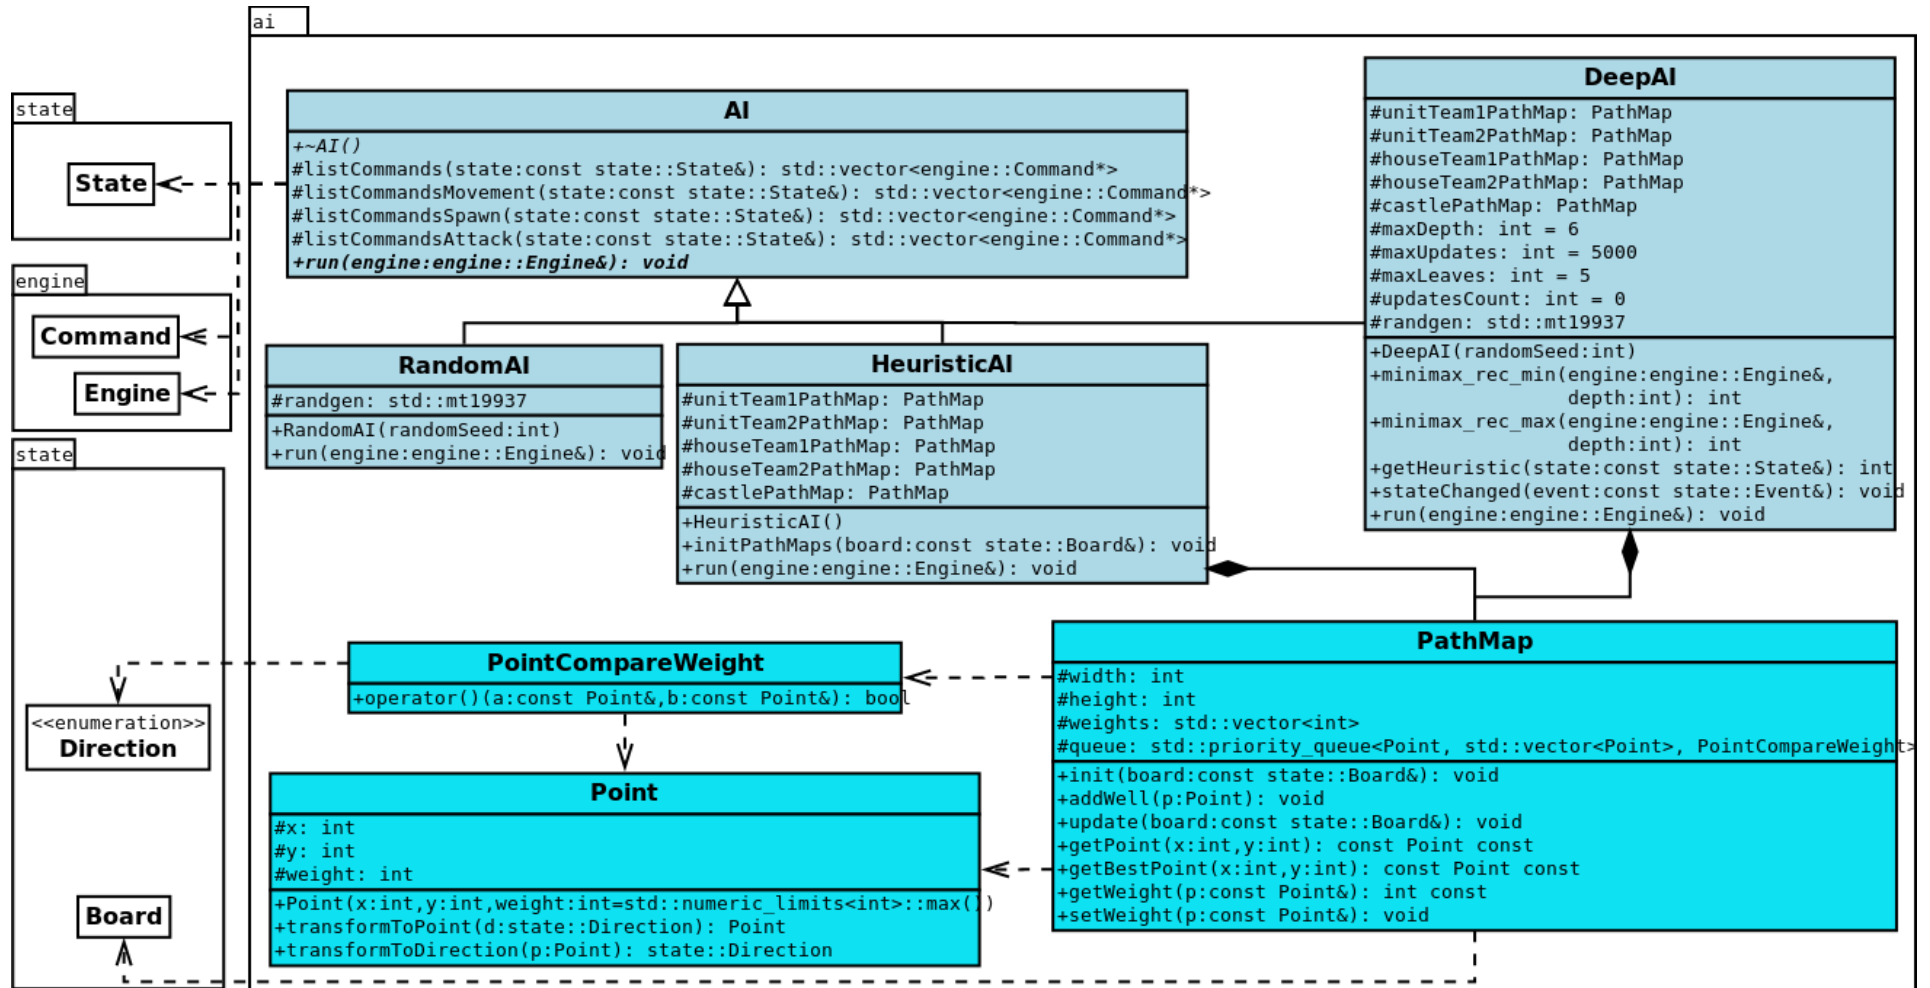 ai
state
State
engine
Command
Engine
state
<<enumeration>>
Direction
Board
AI
+~AI()
#listCommands(state:const state::State&): std::vector<engine::Command*>
#listCommandsMovement(state:const state::State&): std::vector<engine::Command*>
#listCommandsSpawn(state:const state::State&): std::vector<engine::Command*>
#listCommandsAttack(state:const state::State&): std::vector<engine::Command*>
+run(engine:engine::Engine&): void
DeepAI
#unitTeam1PathMap: PathMap
#unitTeam2PathMap: PathMap
#houseTeam1PathMap: PathMap
#houseTeam2PathMap: PathMap
#castlePathMap: PathMap
#maxDepth: int = 6
#maxUpdates: int = 5000
#maxLeaves: int = 5
#updatesCount: int = 0
#randgen: std::mt19937
+DeepAI(randomSeed:int)
+minimax_rec_min(engine:engine::Engine&,
depth:int): int
+minimax_rec_max(engine:engine::Engine&,
depth:int): int
+getHeuristic(state:const state::State&): int
+stateChanged(event:const state::Event&): void
+run(engine:engine::Engine&): void
RandomAI
#randgen: std::mt19937
+RandomAI(randomSeed:int)
+run(engine:engine::Engine&): void
HeuristicAI
#unitTeam1PathMap: PathMap
#unitTeam2PathMap: PathMap
#houseTeam1PathMap: PathMap
#houseTeam2PathMap: PathMap
#castlePathMap: PathMap
+HeuristicAI()
+initPathMaps(board:const state::Board&): void
+run(engine:engine::Engine&): void
PointCompareWeight
+operator()(a:const Point&,b:const Point&): bool
PathMap
#width: int
#height: int
#weights: std::vector<int>
#queue: std::priority_queue<Point, std::vector<Point>, PointCompareWeight>
+init(board:const state::Board&): void
+addWell(p:Point): void
+update(board:const state::Board&): void
+getPoint(x:int,y:int): const Point const
+getBestPoint(x:int,y:int): const Point const
+getWeight(p:const Point&): int const
+setWeight(p:const Point&): void
Point
#x: int
#y: int
#weight: int
+Point(x:int,y:int,weight:int=std::numeric_limits<int>::max())
+transformToPoint(d:state::Direction): Point
+transformToDirection(p:Point): state::Direction